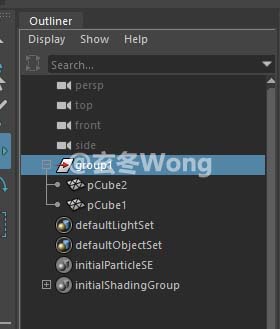 Outliner
Display Show Help
Search...
persp
top
front
side
group1
@玄冬Wong
pCube2
pCube1
defaultLightSet
defaultObjectSet
initialParticleSE
initialShadingGroup